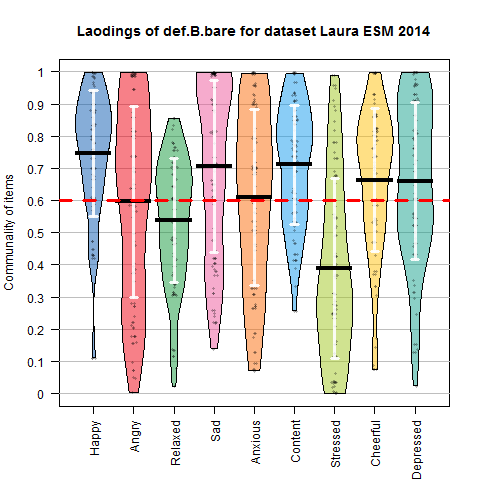 Laodings of def.B.bare for dataset Laura ESM 2014
Communality of items
1
0.9
0.8
0.7
0.6
0.5
0.4
0.3
0.2
0.1
0
Happy
Angry
Relaxed
Sad
Anxious
Content
Stressed
Cheerful
Depressed